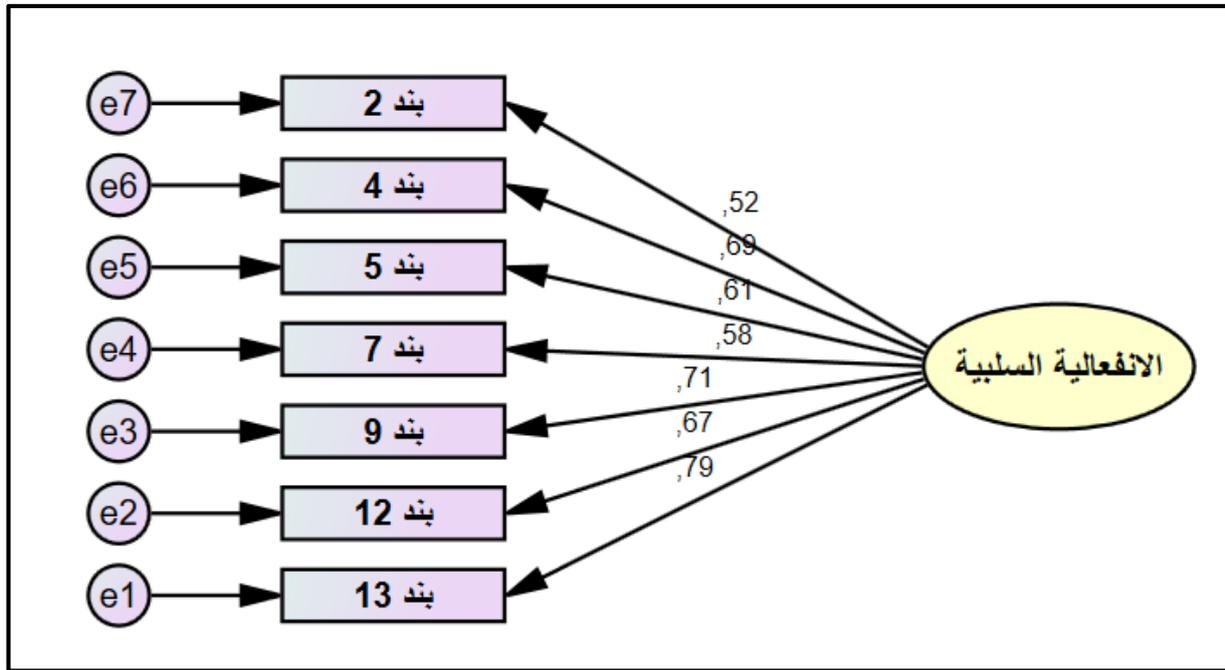 e7
بند 2
e6
بند 4
e5
بند 5
e4
بند 7
e3
بند 9
e2
بند 12
e1
بند 13
,52
,69
,61
,58
,71
,67
,79
الانفعالية السلبية